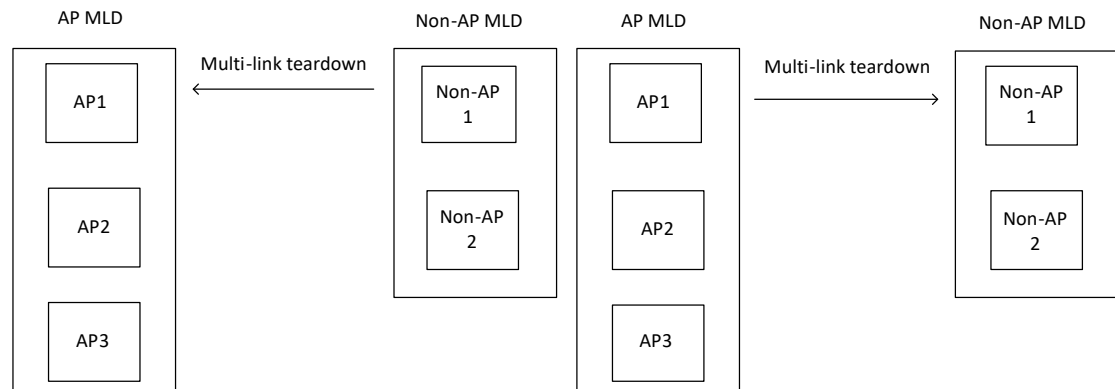 AP MLD
Non-AP MLD
AP MLD
Non-AP MLD
Multi-link teardown
Multi-link teardown
AP1
Non-AP
1
AP1
Non-AP
1
AP2
Non-AP
2
AP2
Non-AP
2
AP3
AP3